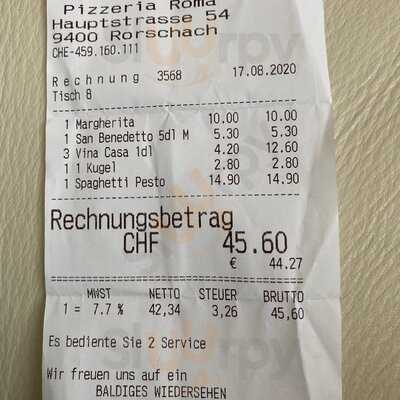 Pizzeria Roma
Hauptstrasse 54
9400 Rorschach
CHE-459.160.111
Rechnung 3568 17.08.2020
Tisch 8
1 Margherita 10.00 10.00
1 San Benedetto 5dl M 5.30 5.30
3 Vina Casa 1dl 4.20 12.60
1 1 Kugel 2.80 2.80
1 Spaghetti Pesto 14.90 14.90
Rechnungsbetrag
CHF 45.60
€ 44.27
MWST NETTO STEUER BRUTTO
1 = 7.7 % 42,34 3,26 45,60
Es bediente Sie 2 Service
Wir freuen uns auf ein
BALDIGES WIEDERSEHEN